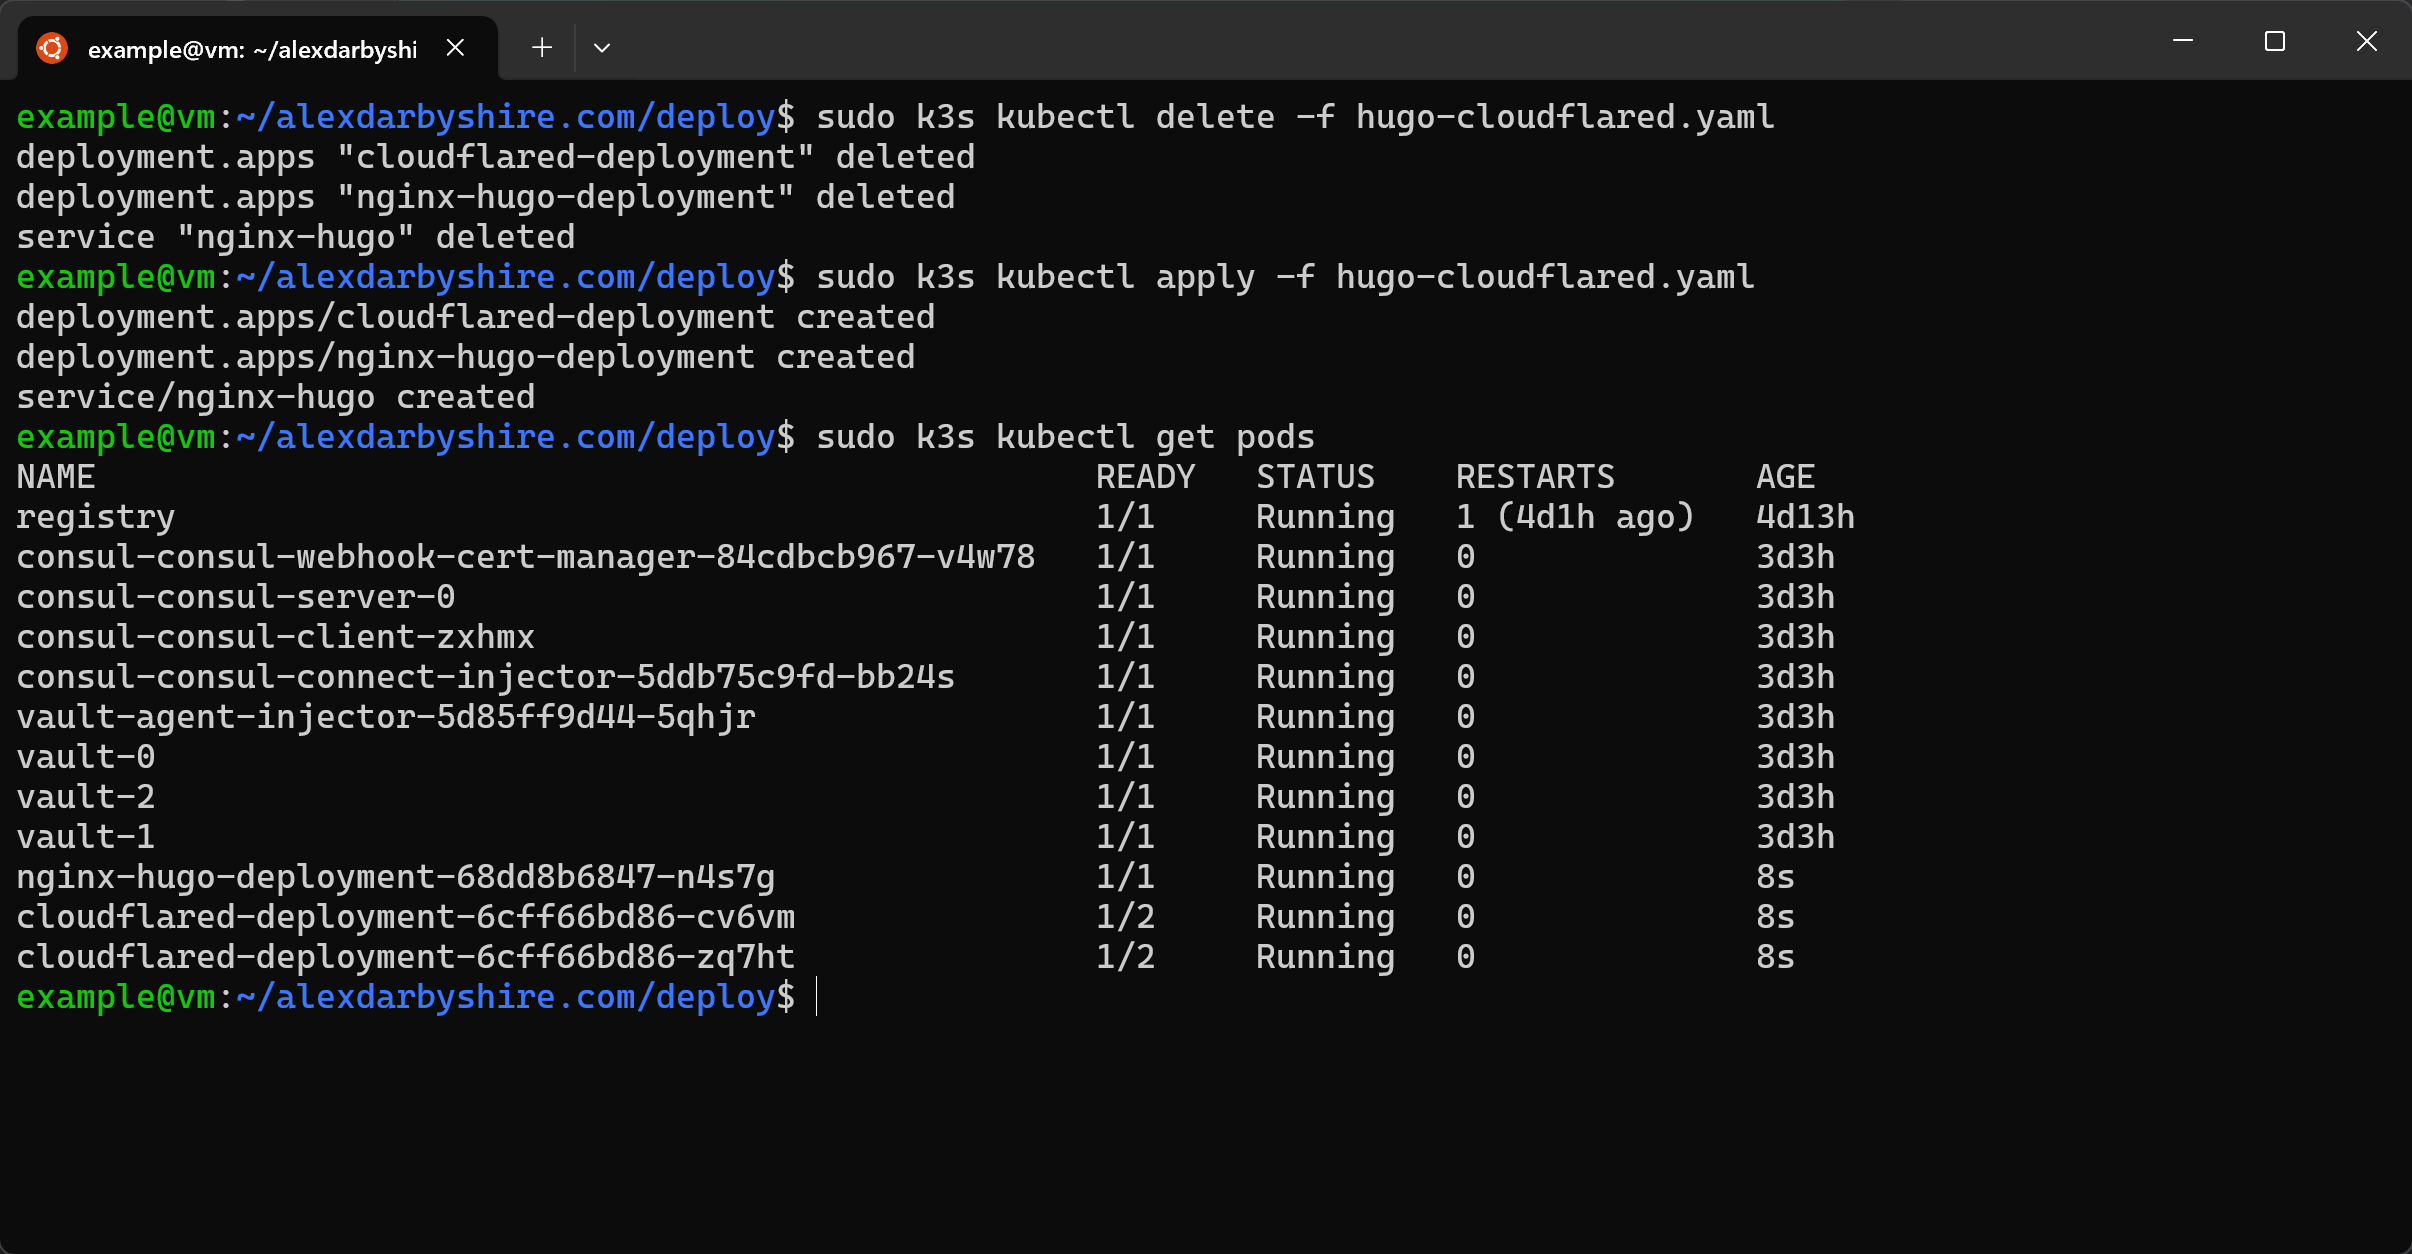 example@vm: ~/alexdarbyshi
example@vm:~/alexdarbyshire.com/deploy$ sudo k3s kubectl delete -f hugo-cloudflared.yaml
deployment.apps "cloudflared-deployment" deleted
deployment.apps "nginx-hugo-deployment" deleted
service "nginx-hugo" deleted
example@vm:~/alexdarbyshire.com/deploy$ sudo k3s kubectl apply -f hugo-cloudflared.yaml
deployment.apps/cloudflared-deployment created
deployment.apps/nginx-hugo-deployment created
service/nginx-hugo created
example@vm:~/alexdarbyshire.com/deploy$ sudo k3s kubectl get pods
NAME READY STATUS RESTARTS AGE
registry 1/1 Running 1 (4d1h ago) 4d13h
consul-consul-webhook-cert-manager-84cdbcb967-v4w78 1/1 Running 0 3d3h
consul-consul-server-0 1/1 Running 0 3d3h
consul-consul-client-zxhmx 1/1 Running 0 3d3h
consul-consul-connect-injector-5ddb75c9fd-bb24s 1/1 Running 0 3d3h
vault-agent-injector-5d85ff9d44-5qhjr 1/1 Running 0 3d3h
vault-0 1/1 Running 0 3d3h
vault-2 1/1 Running 0 3d3h
vault-1 1/1 Running 0 3d3h
nginx-hugo-deployment-68dd8b6847-n4s7g 1/1 Running 0 8s
cloudflared-deployment-6cff66bd86-cv6vm 1/2 Running 0 8s
cloudflared-deployment-6cff66bd86-zq7ht 1/2 Running 0 8s
example@vm:~/alexdarbyshire.com/deploy$